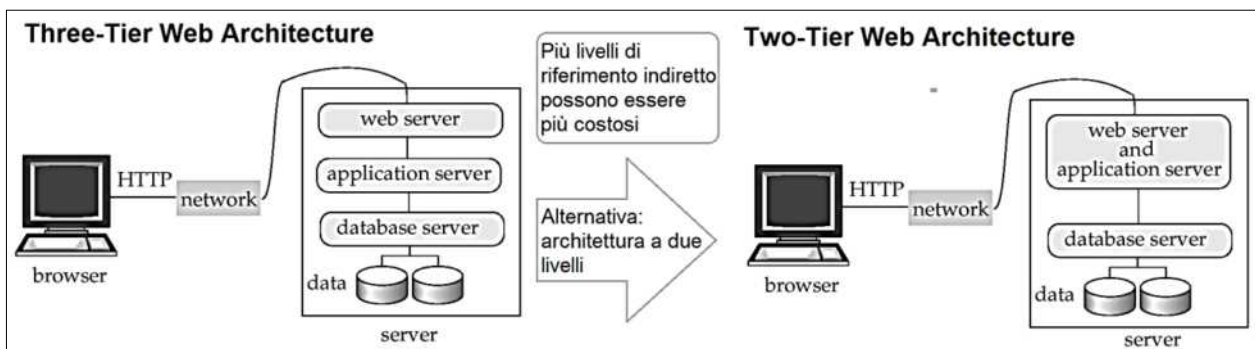 Three-Tier Web Architecture
web server
application server
database server
data
server
HTTP
network
browser
Più livelli di
riferimento indiretto
possono essere
più costosi
Alternativa:
architettura a due
livelli
Two-Tier Web Architecture
web server
and
application server
database server
data
server
HTTP
network
browser